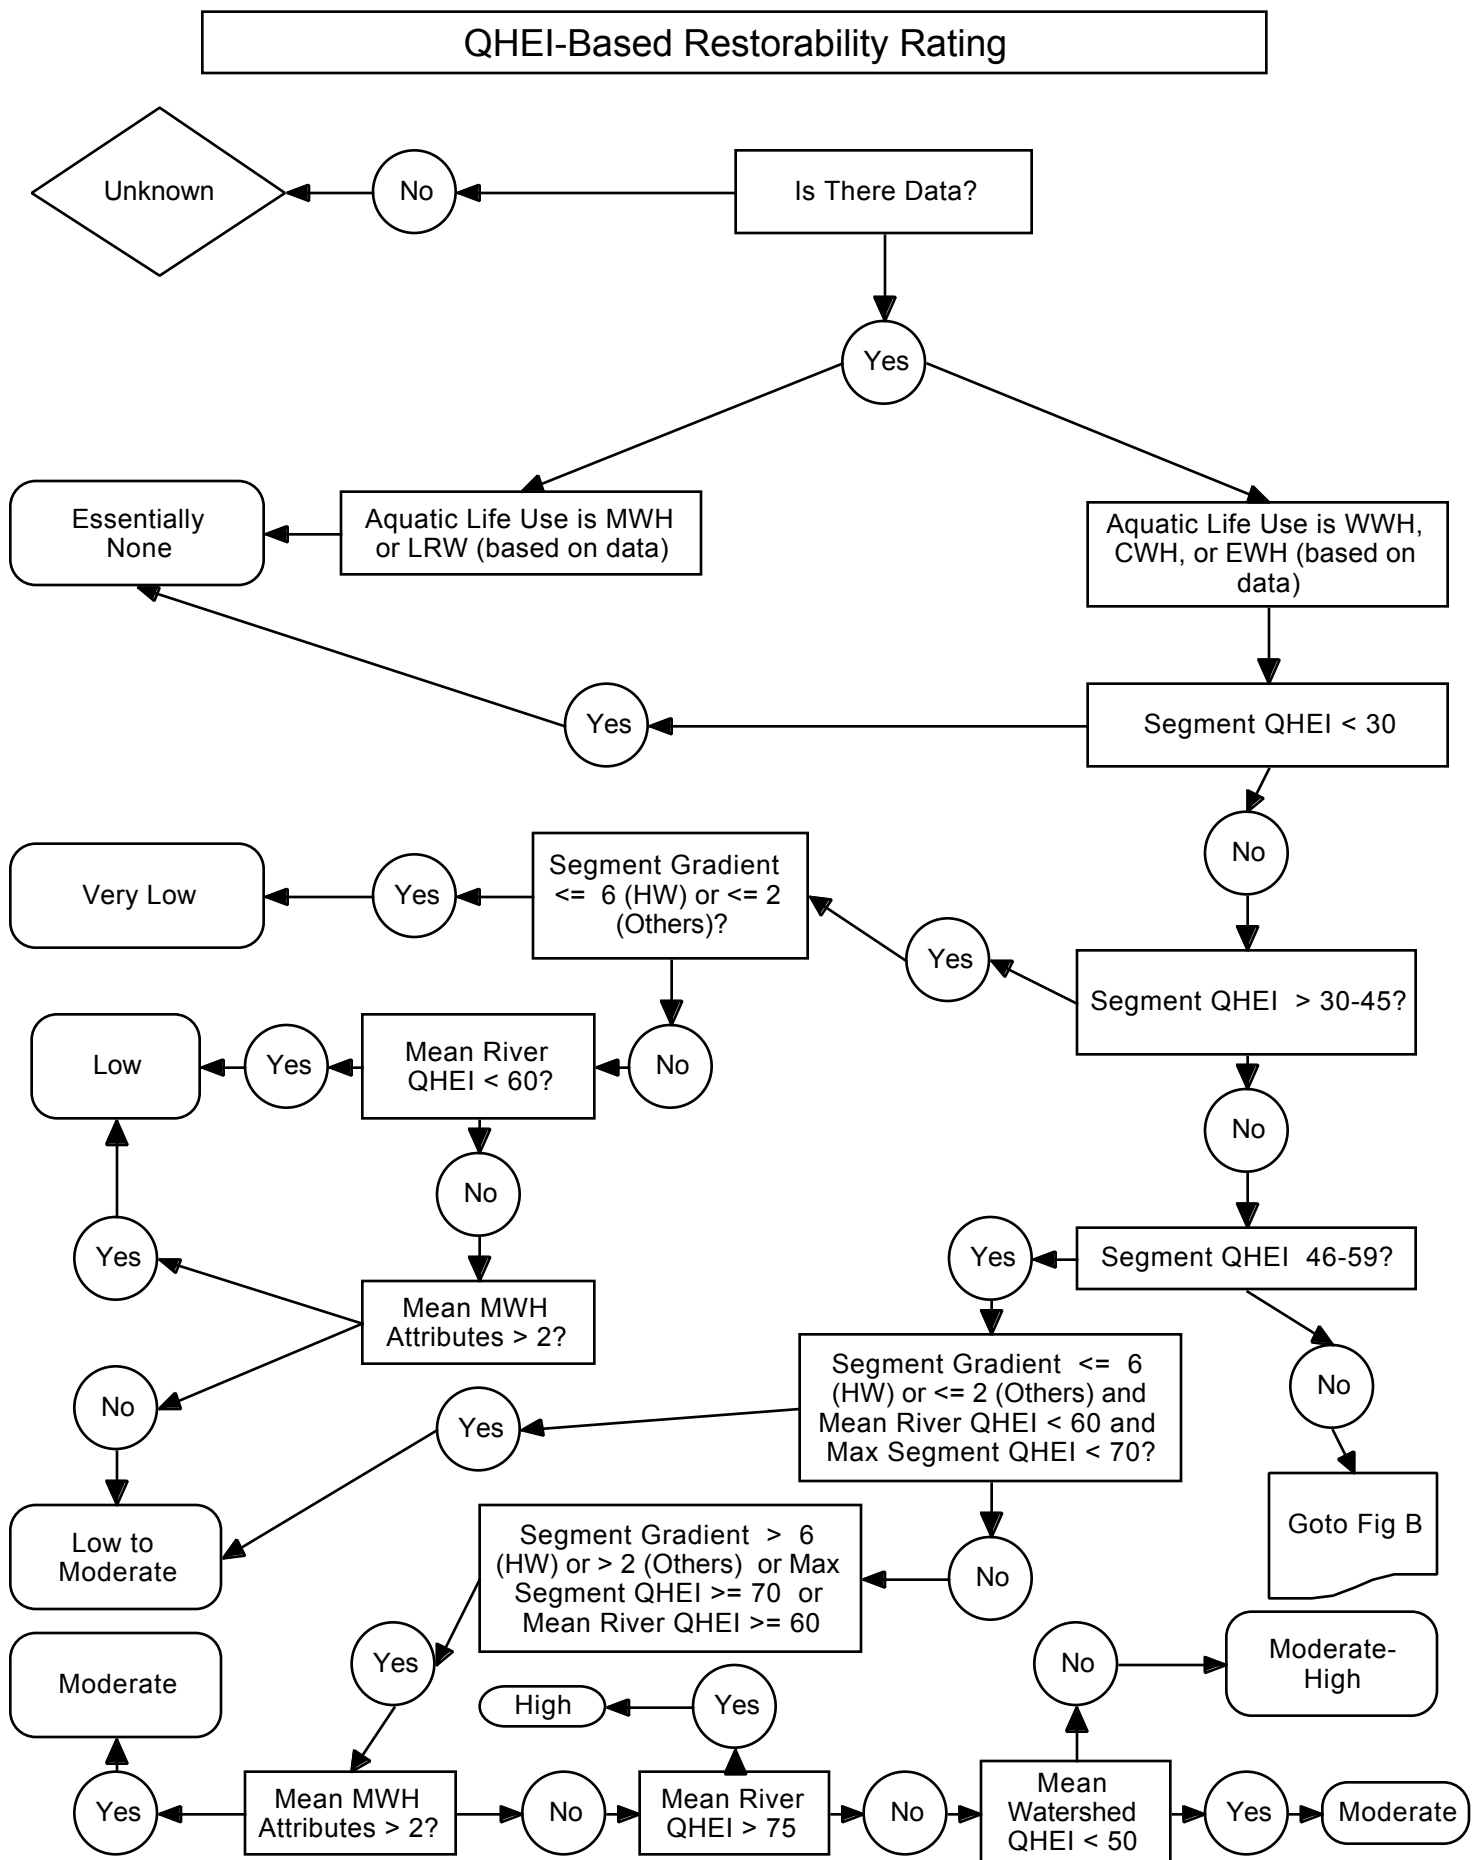 QHEI-Based Restorability Rating
Unknown
No
Is There Data?
Yes
Essentially
None
Aquatic Life Use is MWH
or LRW (based on data)
Aquatic Life Use is WWH,
CWH, or EWH (based on
data)
Yes
Segment QHEI < 30
No
Very Low
Yes
Segment Gradient
<= 6 (HW) or <= 2
(Others)?
Yes
Segment QHEI > 30-45?
Low
Yes
Mean River
QHEI < 60?
No
No
No
Yes
Mean MWH
Attributes > 2?
Yes
Segment QHEI 46-59?
No
Yes
Segment Gradient <= 6
(HW) or <= 2 (Others) and
Mean River QHEI < 60 and
Max Segment QHEI < 70?
No
Low to
Moderate
Segment Gradient > 6
(HW) or > 2 (Others) or Max
Segment QHEI >= 70 or
Mean River QHEI >= 60
No
Goto Fig B
Moderate
Yes
High
Yes
No
Moderate-
High
Yes
Mean MWH
Attributes > 2?
No
Mean River
QHEI > 75
No
Mean
Watershed
QHEI < 50
Yes
Moderate